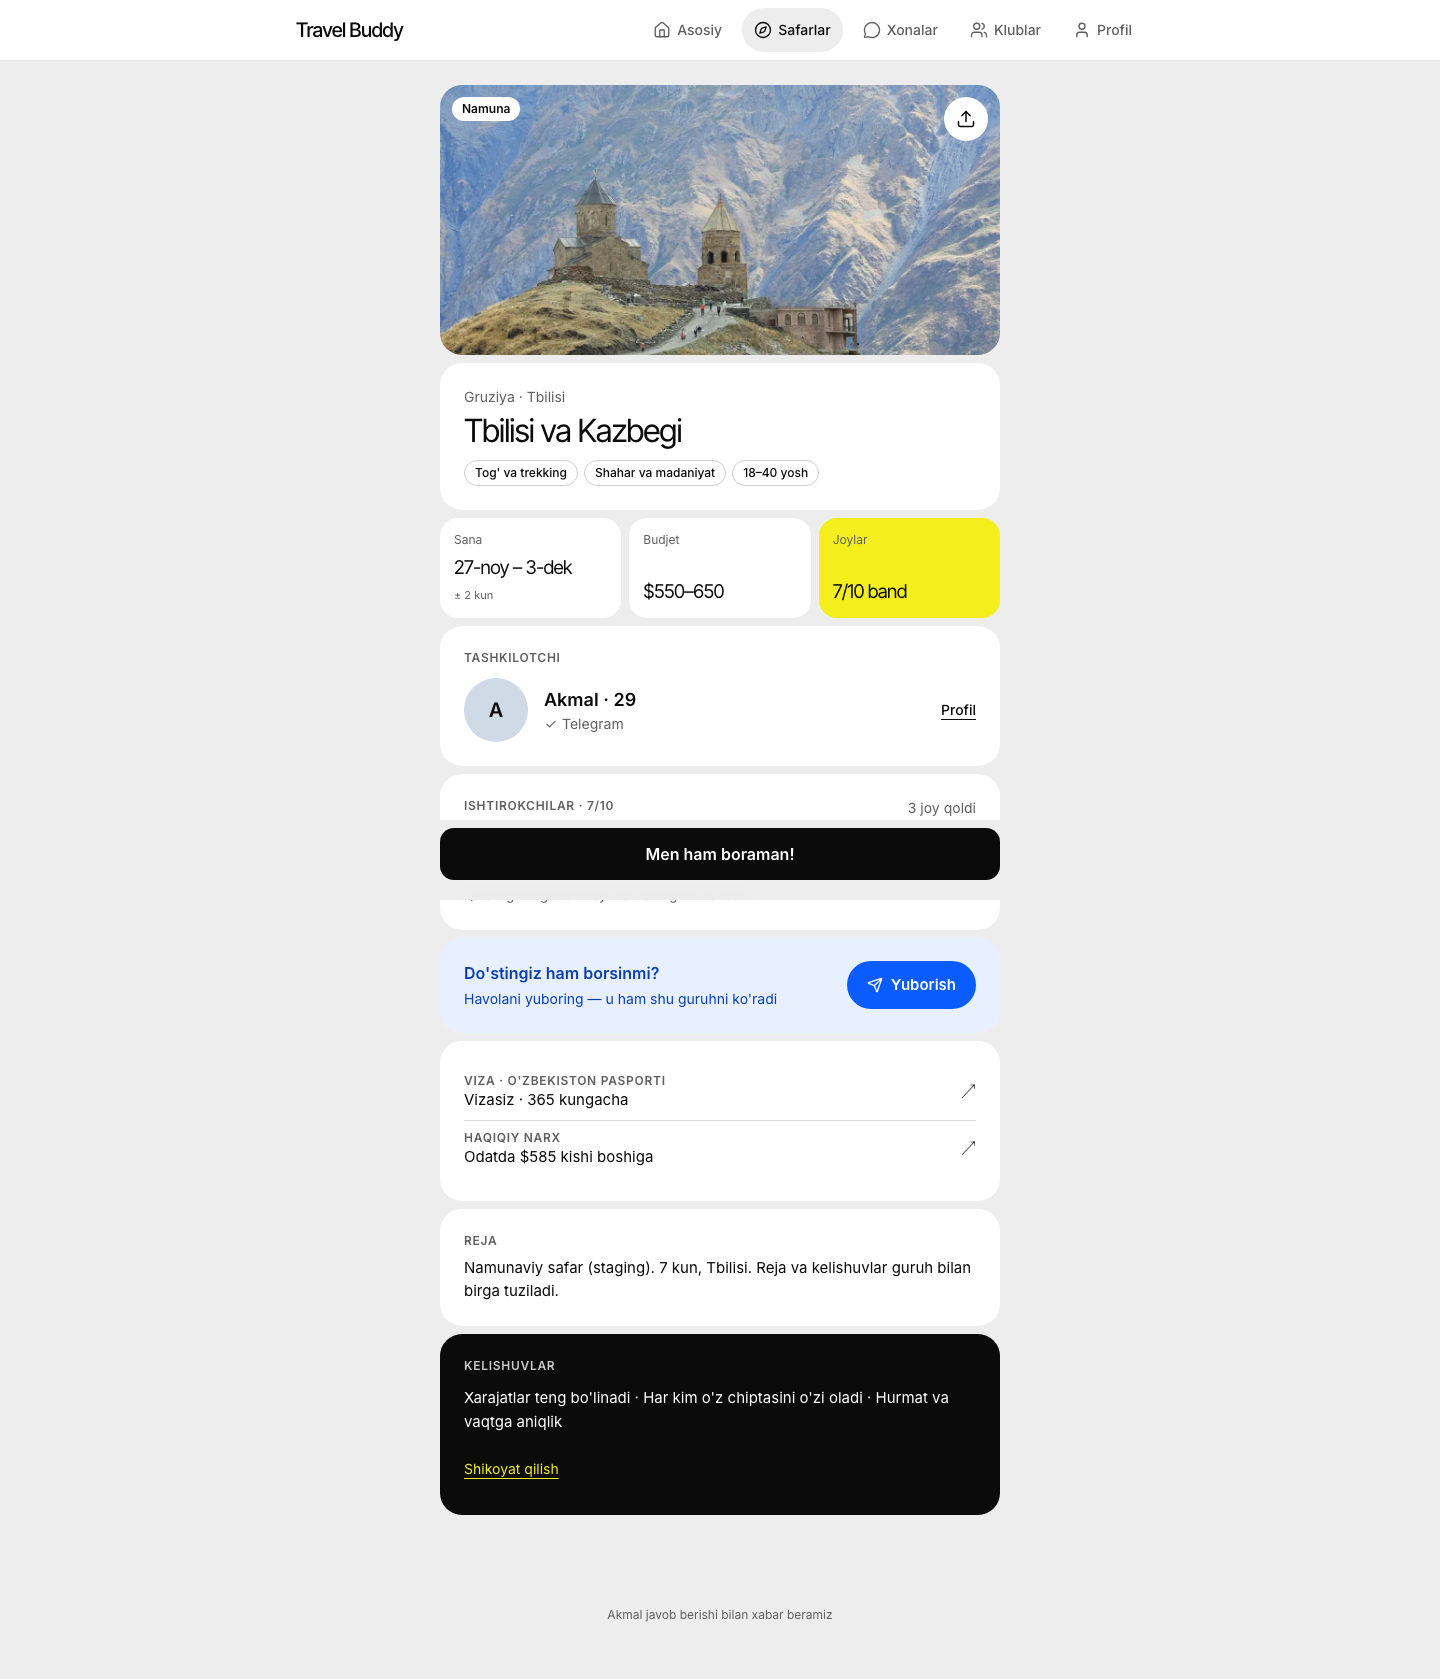 Travel Buddy
Asosiy
Safarlar
Xonalar
Klublar
Profil
Namuna
Gruziya · Tbilisi
Tbilisi va Kazbegi
Tog' va trekking
Shahar va madaniyat
18–40 yosh
Sana
27-noy – 3-dek
± 2 kun
Budjet
$550–650
Joylar
7/10 band
TASHKILOTCHI
A
Akmal · 29
Telegram
Profil
ISHTIROKCHILAR · 7/10
3 joy qoldi
Men ham boraman!
Do'stingiz ham borsinmi?
Havolani yuboring — u ham shu guruhni ko'radi
Yuborish
VIZA · O'ZBEKISTON PASPORTI
Vizasiz · 365 kungacha
HAQIQIY NARX
Odatda $585 kishi boshiga
REJA
Namunaviy safar (staging). 7 kun, Tbilisi. Reja va kelishuvlar guruh bilan
birga tuziladi.
KELISHUVLAR
Xarajatlar teng bo'linadi · Har kim o'z chiptasini o'zi oladi · Hurmat va
vaqtga aniqlik
Shikoyat qilish
Akmal javob berishi bilan xabar beramiz